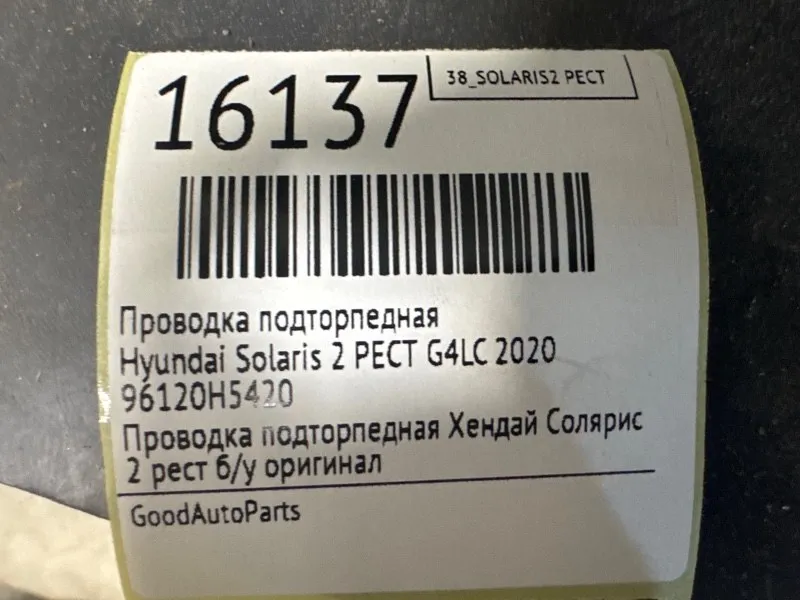 16137
38_SOLARIS2 РЕСТ
Проводка подторпедная
Hyundai Solaris 2 РЕСТ G4LC 2020
96120H5420
Проводка подторпедная Хендай Солярис
2 рест б/у оригинал
GoodAutoParts